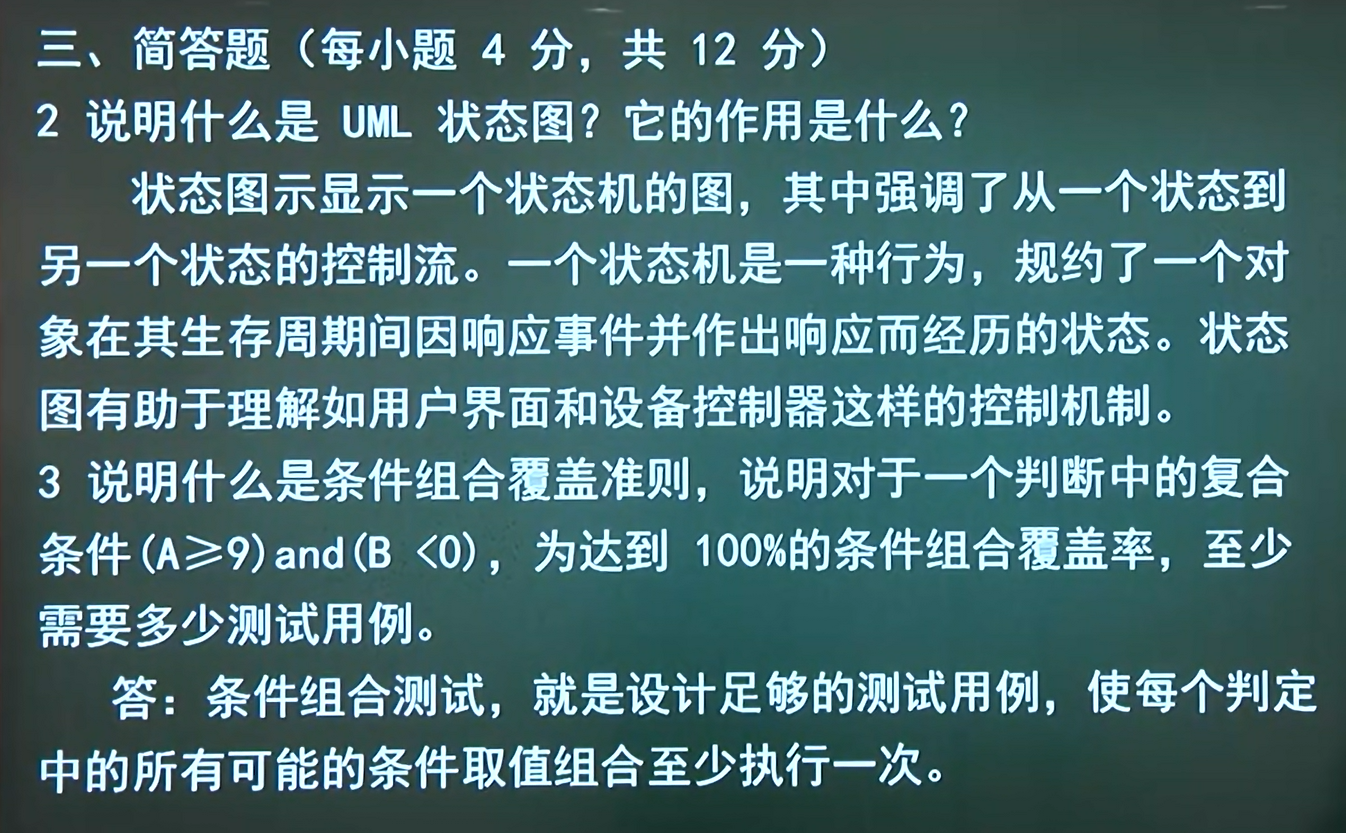 三、简答题（每小题 4 分，共 12 分）
2 说明什么是 UML 状态图？它的作用是什么？
状态图示显示一个状态机的图，其中强调了从一个状态到
另一个状态的控制流。一个状态机是一种行为，规约了一个对
象在其生存周期间因响应事件并作出响应而经历的状态。状态
图有助于理解如用户界面和设备控制器这样的控制机制。
3 说明什么是条件组合覆盖准则，说明对于一个判断中的复合
条件(A≥9)and(B <0)，为达到 100%的条件组合覆盖率，至少
需要多少测试用例。
答：条件组合测试，就是设计足够的测试用例，使每个判定
中的所有可能的条件取值组合至少执行一次。